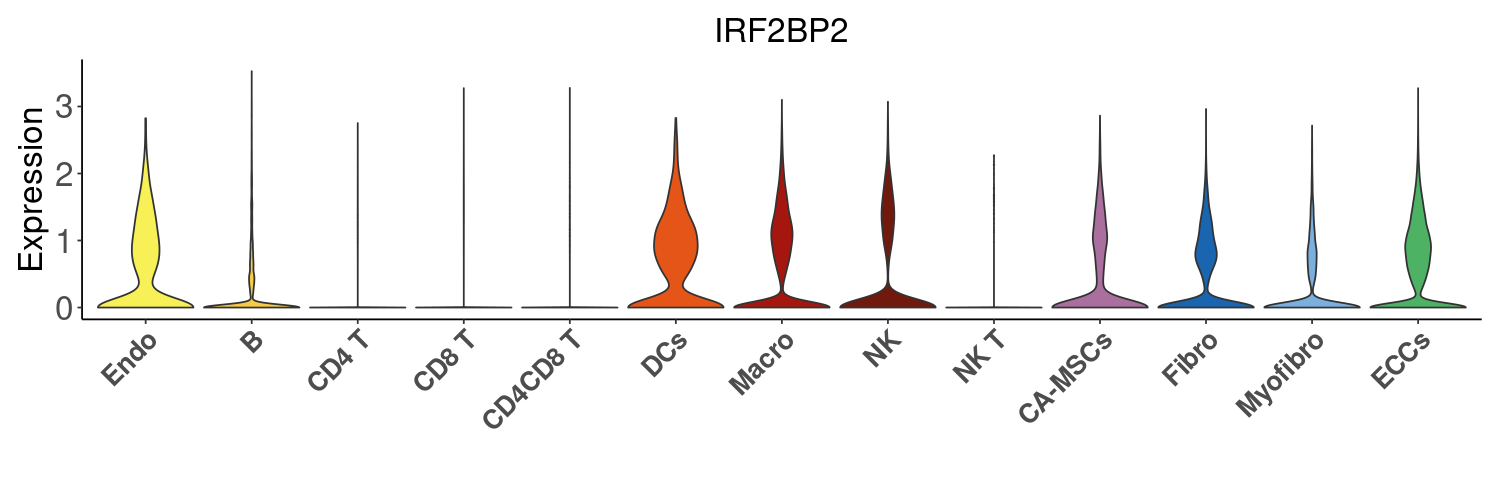 IRF2BP2
Expression
3
2
1
0
Endo
B
CD4 T
CD8 T
CD4CD8 T
DCs
Macro
NK
NK T
CA-MSCs
Fibro
Myofibro
ECCs